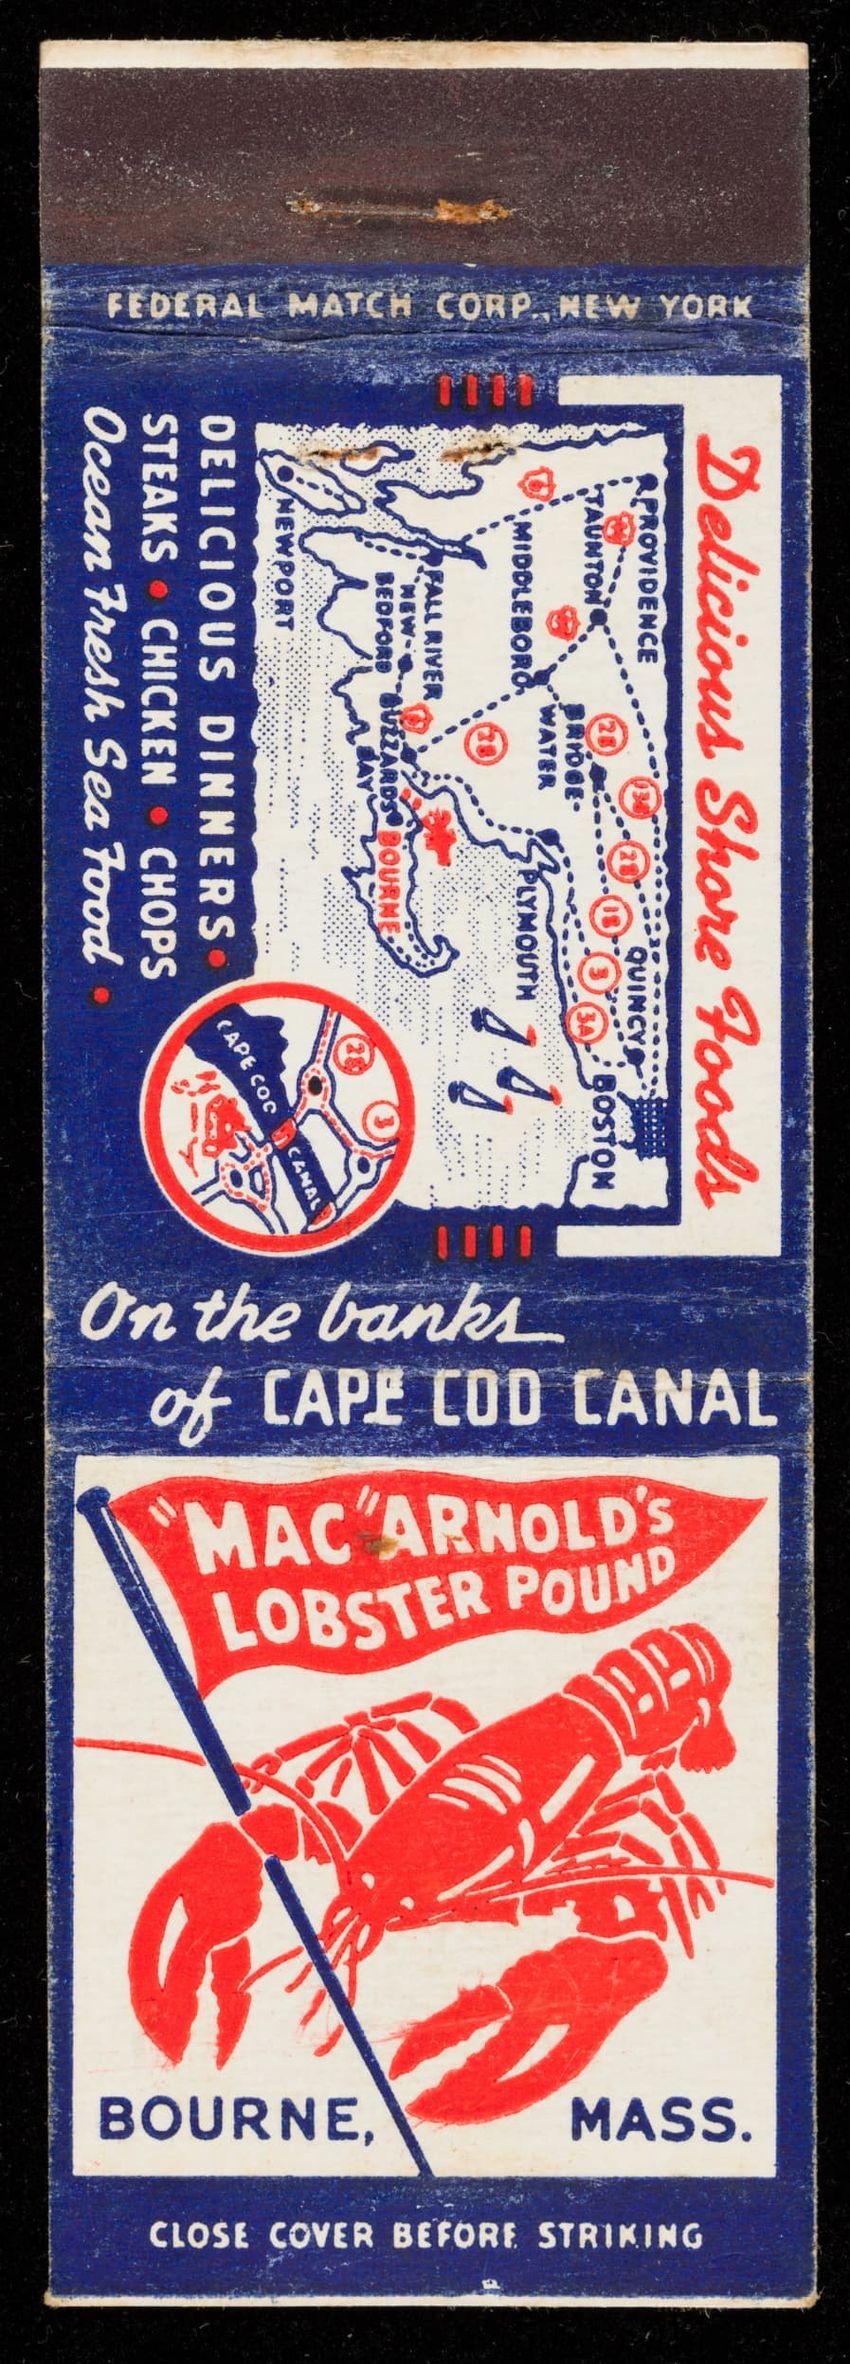 FEDERAL MATCH CORP., NEW YORK
Delicious Shore Foods
PROVIDENCE
TAUNTON
MIDDLEBORO
BRIDGE-
WATER
FALL RIVER
NEW
BEDFORD
NEWPORT
BUZZARDS
BAY
BOURNE
PLYMOUTH
QUINCY
BOSTON
6
28
28
28
18
3
3A
28
3
CAPE COD
CANAL
DELICIOUS DINNERS •
STEAKS • CHICKEN • CHOPS
Ocean Fresh Sea Food •
On the banks
of CAPE COD CANAL
"MAC" ARNOLD'S
LOBSTER POUND
BOURNE, MASS.
CLOSE COVER BEFORE STRIKING